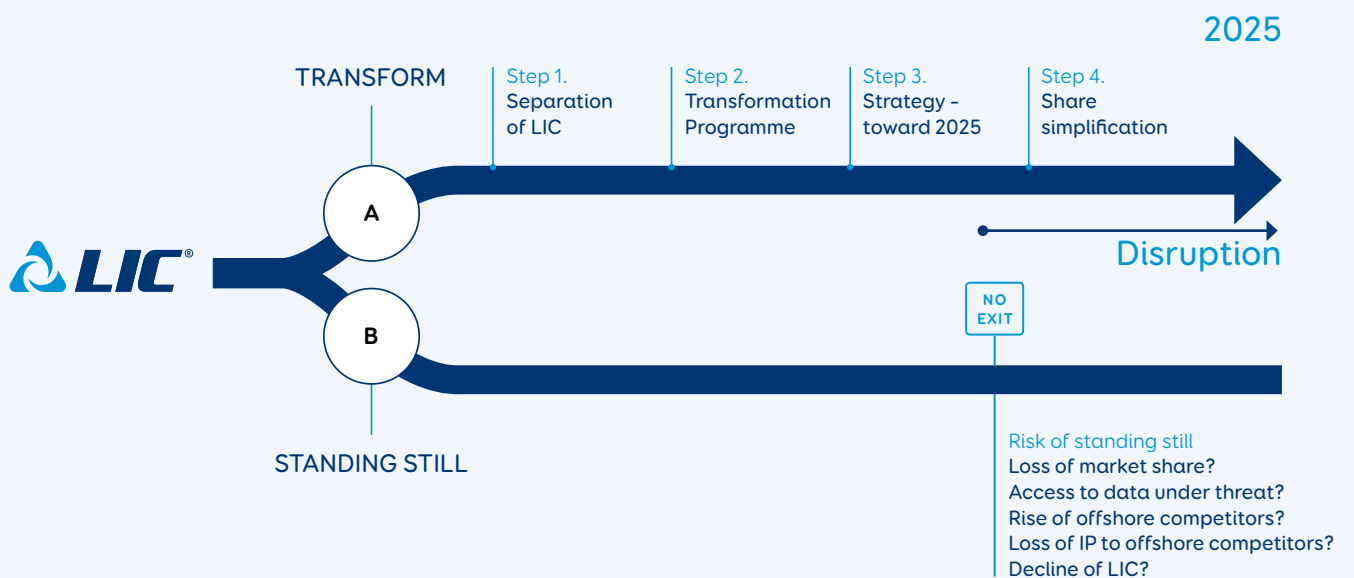 2025
TRANSFORM
Step 1.
Separation
of LIC
Step 2.
Transformation
Programme
Step 3.
Strategy -
toward 2025
Step 4.
Share
simplification
A
LIC®
Disruption
NO
EXIT
B
STANDING STILL
Risk of standing still
Loss of market share?
Access to data under threat?
Rise of offshore competitors?
Loss of IP to offshore competitors?
Decline of LIC?